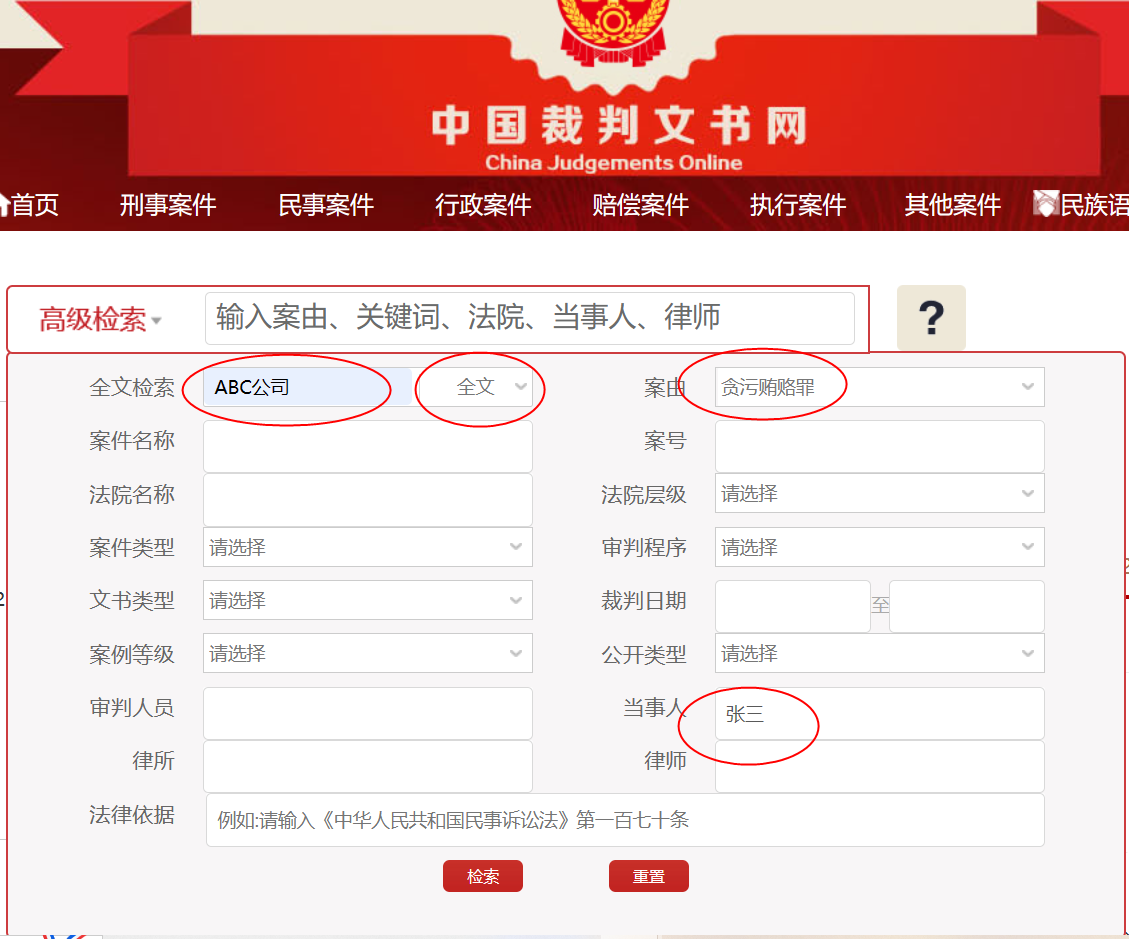 中国裁判文书网
China Judgements Online
首页 刑事案件 民事案件 行政案件 赔偿案件 执行案件 其他案件 民族语
高级检索 输入案由、关键词、法院、当事人、律师 ?
全文检索 ABC公司 全文 案由 贪污贿赂罪
案件名称 案号
法院名称 法院层级 请选择
案件类型 请选择 审判程序 请选择
文书类型 请选择 裁判日期 至
案例等级 请选择 公开类型 请选择
审判人员 当事人 张三
律所 律师
法律依据 例如:请输入《中华人民共和国民事诉讼法》第一百七十条
检索 重置